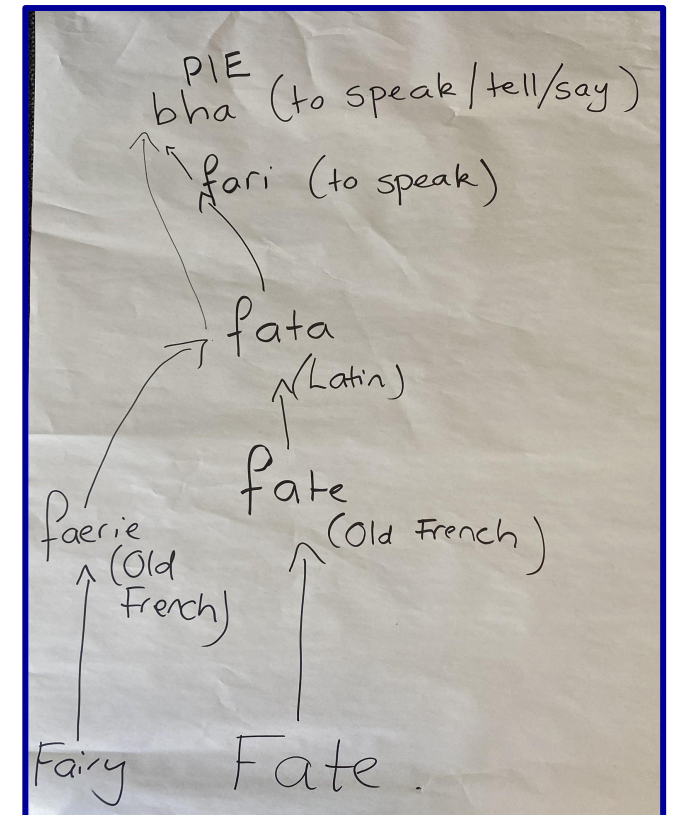 PIE
bha (to speak/tell/say)
fari (to speak)
fata
(Latin)
fate
(Old French)
faerie
(Old
French)
Fairy
Fate.